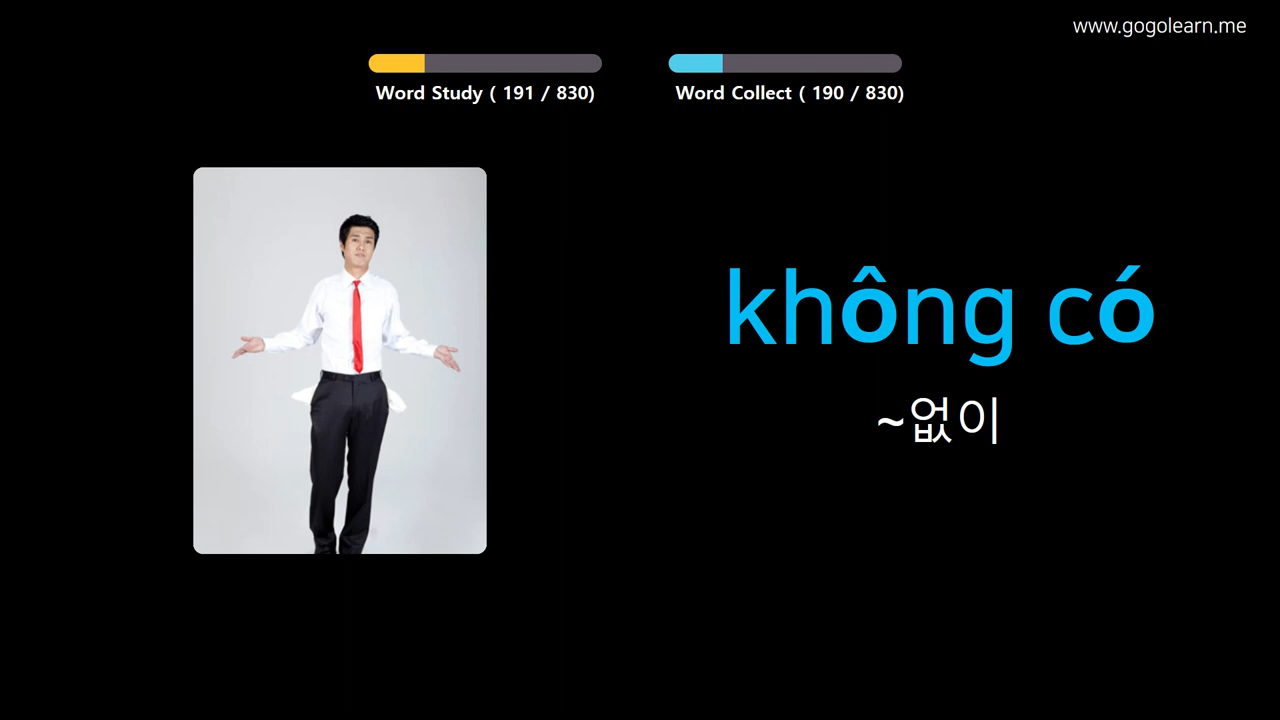 www.gogolearn.me
Word Study ( 191 / 830)
Word Collect ( 190 / 830)
không có
~없이